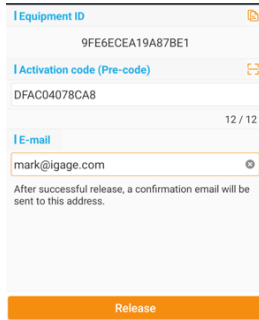 Equipment ID
9FE6ECEA19A87BE1
Activation code (Pre-code)
DFAC04078CA8
12 / 12
E-mail
mark@igage.com
After successful release, a confirmation email will be
sent to this address.
Release